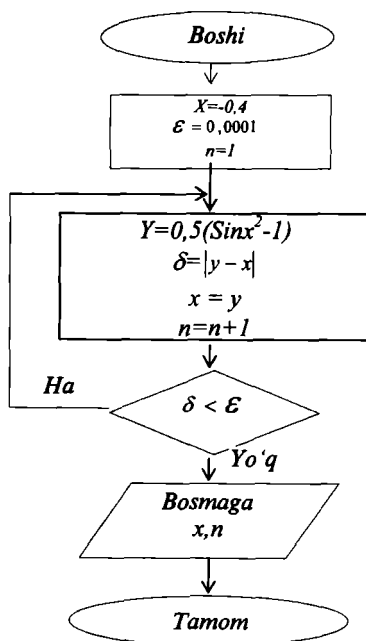 Boshi
X=-0,4
ε = 0,0001
n=1
Y=0,5(Sinx²-1)
δ=|y – x|
x = y
n=n+1
Ha
δ < ε
Yo‘q
Bosmaga
x,n
Tamom